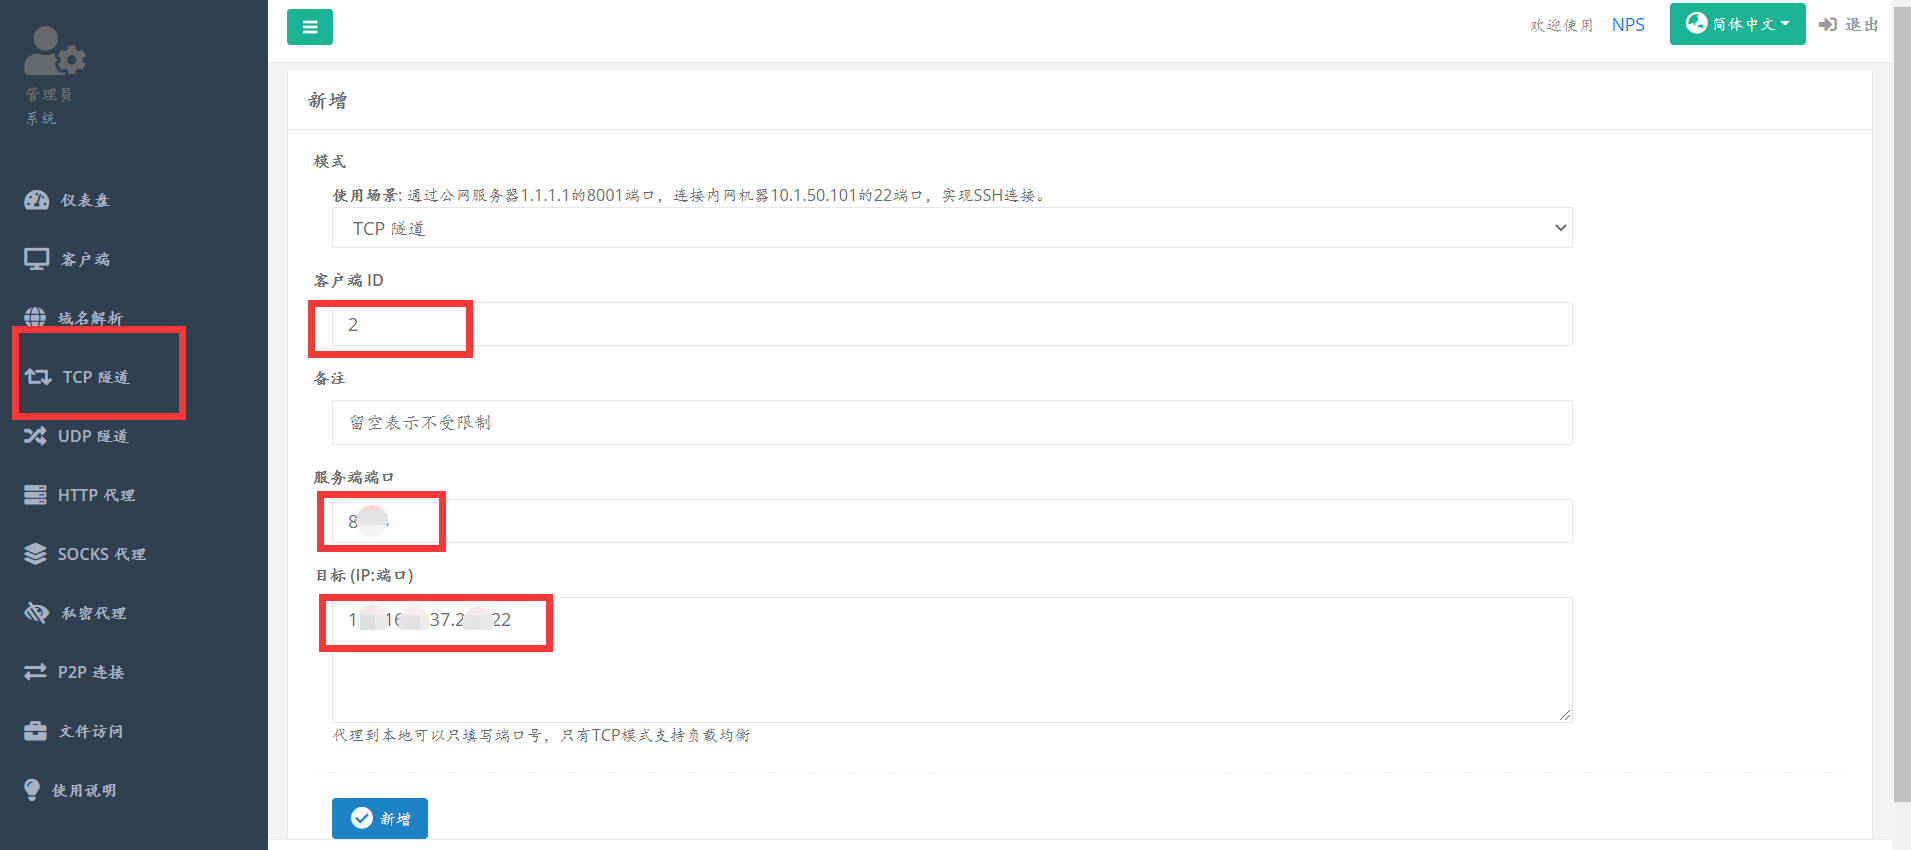 管理员
系统
仪表盘
客户端
域名解析
TCP 隧道
UDP 隧道
HTTP 代理
SOCKS 代理
私密代理
P2P 连接
文件访问
使用说明
欢迎使用 NPS 简体中文 退出
新增
模式
使用场景: 通过公网服务器1.1.1.1的8001端口，连接内网机器10.1.50.101的22端口，实现SSH连接。
TCP 隧道
客户端 ID
2
备注
留空表示不受限制
服务端端口
8
目标 (IP:端口)
1 16 37.2 22
代理到本地可以只填写端口号，只有TCP模式支持负载均衡
新增